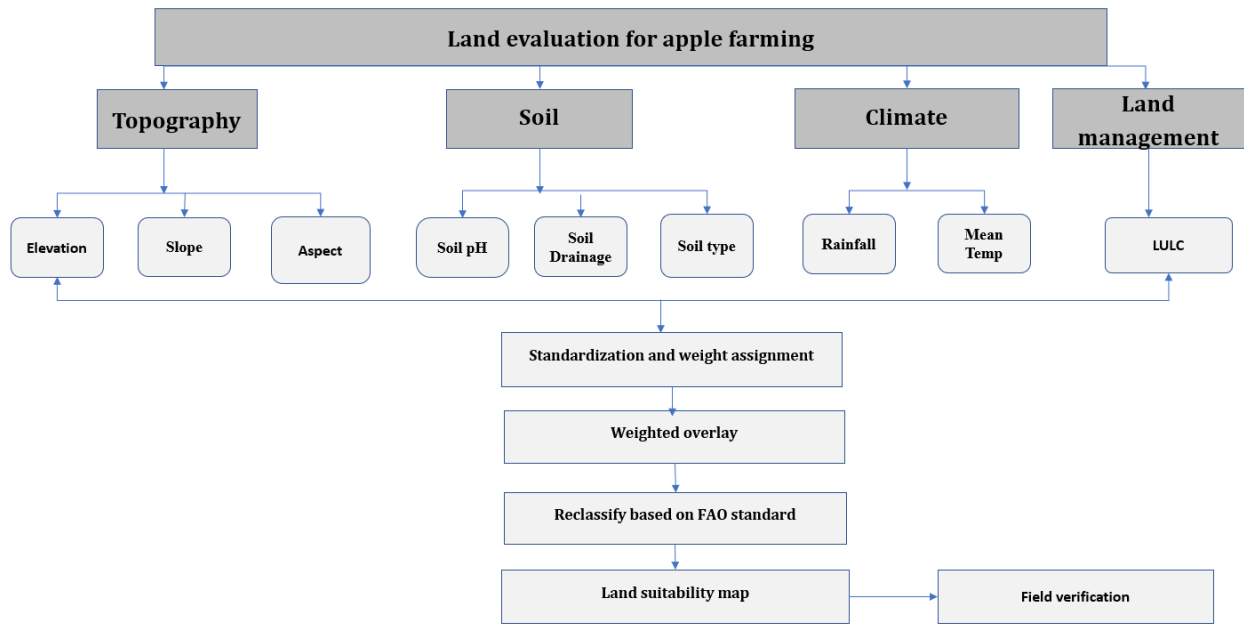 Land evaluation for apple farming
Topography
Soil
Climate
Land
management
Elevation
Slope
Aspect
Soil pH
Soil
Drainage
Soil type
Rainfall
Mean
Temp
LULC
Standardization and weight assignment
Weighted overlay
Reclassify based on FAO standard
Land suitability map
Field verification